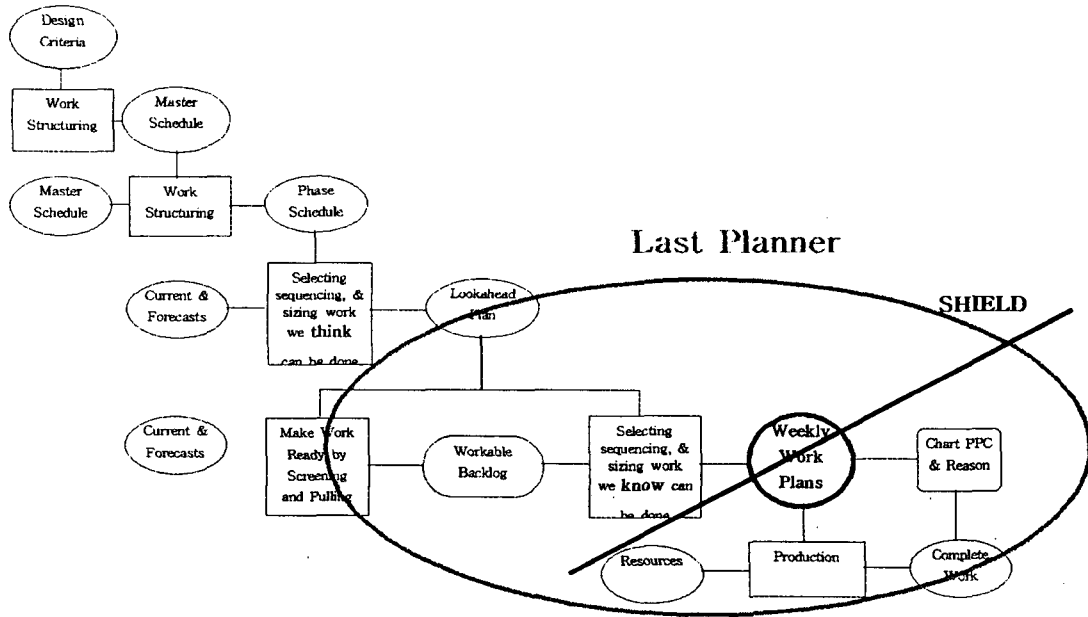 Design
Criteria
Work
Structuring
Master
Schedule
Master
Schedule
Work
Structuring
Phase
Schedule
Last Planner
SHIELD
Current &
Forecasts
Selecting
sequencing, &
sizing work
we think
can be done
Lookahead
Plan
Current &
Forecasts
Make Work
Ready by
Screening
and Pulling
Workable
Backlog
Selecting
sequencing, &
sizing work
we know can
be done
Weekly
Work
Plans
Chart PPC
& Reason
Resources
Production
Complete
Work